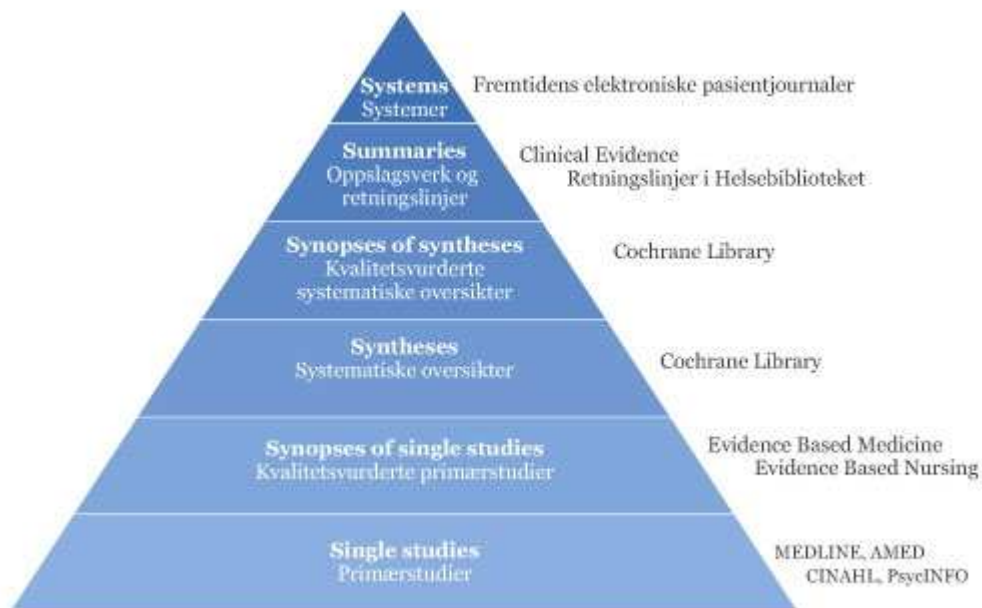 Systems
Systemer
Fremtidens elektroniske pasientjournaler
Summaries
Oppslagsverk og
retningslinjer
Clinical Evidence
Retningslinjer i Helsebiblioteket
Synopses of syntheses
Kvalitetsvurderte
systematiske oversikter
Cochrane Library
Syntheses
Systematiske oversikter
Cochrane Library
Synopses of single studies
Kvalitetsvurderte primærstudier
Evidence Based Medicine
Evidence Based Nursing
Single studies
Primærstudier
MEDLINE, AMED
CINAHL, PsycINFO